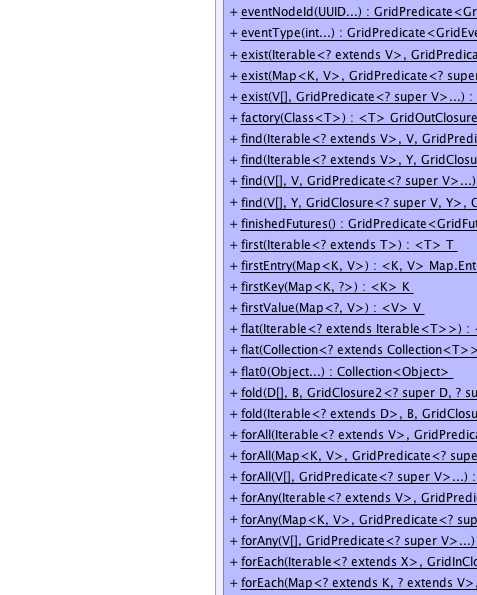 + eventNodeId(UUID...) : GridPredicate<Gr
+ eventType(int...) : GridPredicate<GridEve
+ exist(Iterable<? extends V>, GridPredica
+ exist(Map<K, V>, GridPredicate<? super
+ exist(V[], GridPredicate<? super V>...) :
+ factory(Class<T>) : <T> GridOutClosure
+ find(Iterable<? extends V>, V, GridPredi
+ find(Iterable<? extends V>, Y, GridClosu
+ find(V[], V, GridPredicate<? super V>...)
+ find(V[], Y, GridClosure<? super V, Y>, G
+ finishedFutures() : GridPredicate<GridFut
+ first(Iterable<? extends T>) : <T> T
+ firstEntry(Map<K, V>) : <K, V> Map.Ent
+ firstKey(Map<K, ?>) : <K> K
+ firstValue(Map<?, V>) : <V> V
+ flat(Iterable<? extends Iterable<T>>) : <
+ flat(Collection<? extends Collection<T>>
+ flat0(Object...) : Collection<Object>
+ fold(D[], B, GridClosure2<? super D, ? su
+ fold(Iterable<? extends D>, B, GridClosu
+ forAll(Iterable<? extends V>, GridPredica
+ forAll(Map<K, V>, GridPredicate<? supe
+ forAll(V[], GridPredicate<? super V>...) :
+ forAny(Iterable<? extends V>, GridPredi
+ forAny(Map<K, V>, GridPredicate<? sup
+ forAny(V[], GridPredicate<? super V>...)
+ forEach(Iterable<? extends X>, GridInClo
+ forEach(Map<? extends K, ? extends V>,